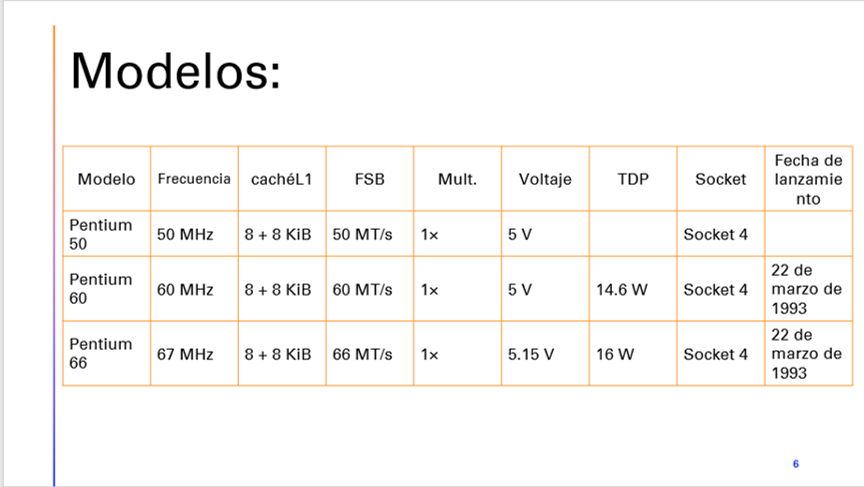 Modelos:
Modelo Frecuencia cachéL1 FSB Mult. Voltaje TDP Socket Fecha de
lanzamie
nto
Pentium
50 50 MHz 8 + 8 KiB 50 MT/s 1× 5 V Socket 4
Pentium
60 60 MHz 8 + 8 KiB 60 MT/s 1× 5 V 14.6 W Socket 4 22 de
marzo de
1993
Pentium
66 67 MHz 8 + 8 KiB 66 MT/s 1× 5.15 V 16 W Socket 4 22 de
marzo de
1993
6